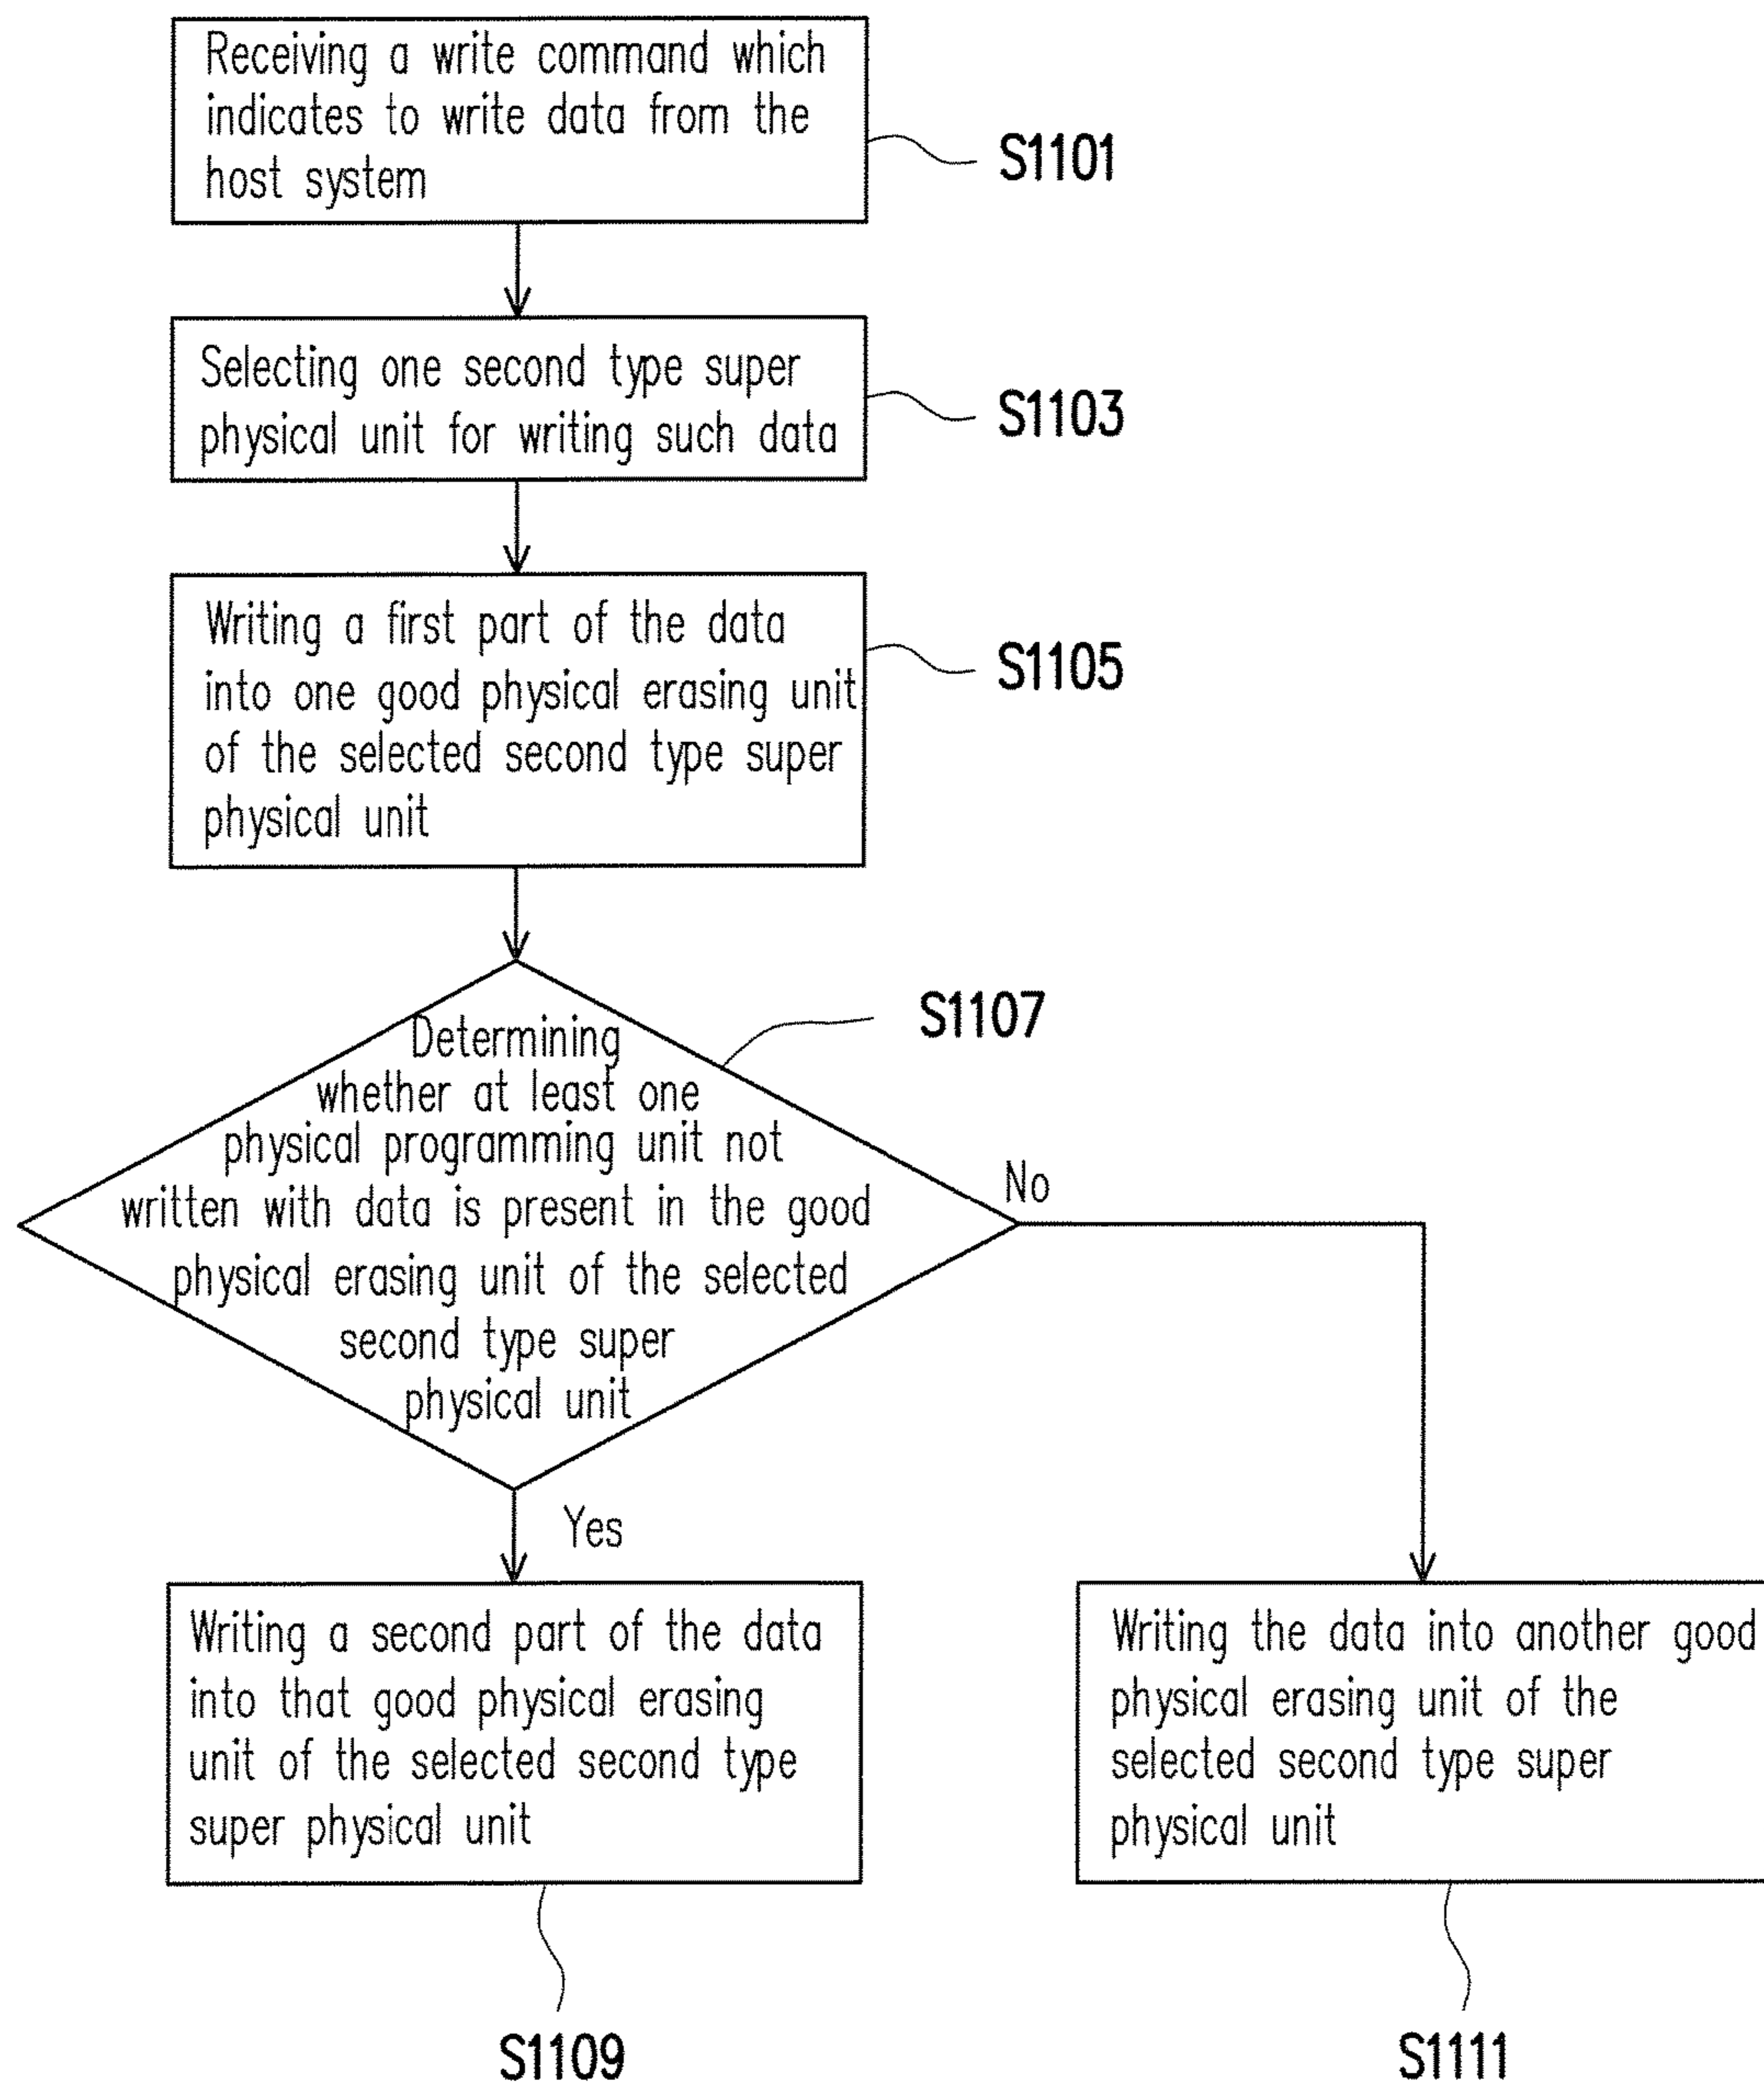 Receiving a write command which
indicates to write data from the
host system
S1101
Selecting one second type super
physical unit for writing such data
S1103
Writing a first part of the data
into one good physical erasing unit
of the selected second type super
physical unit
S1105
Determining
whether at least one
physical programming unit not
written with data is present in the good
physical erasing unit of the selected
second type super
physical unit
S1107
No
Yes
Writing a second part of the data
into that good physical erasing
unit of the selected second type
super physical unit
S1109
Writing the data into another good
physical erasing unit of the
selected second type super
physical unit
S1111